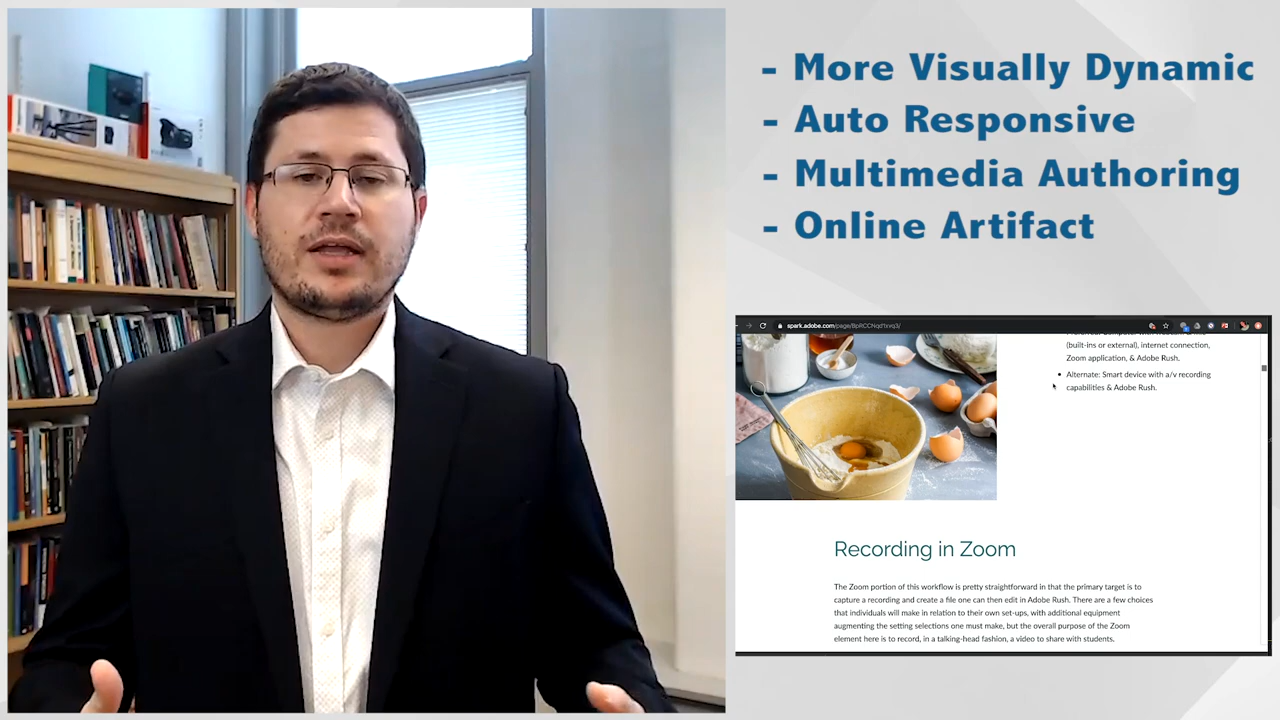 - More Visually Dynamic
- Auto Responsive
- Multimedia Authoring
- Online Artifact
spark.adobe.com/page/
(built-ins or external), internet connection,
Zoom application, & Adobe Rush.
• Alternate: Smart device with a/v recording
capabilities & Adobe Rush.
Recording in Zoom
The Zoom portion of this workflow is pretty straightforward in that the primary target is to
capture a recording and create a file one can then edit in Adobe Rush. There are a few choices
that individuals will make in relation to their own set-ups, with additional equipment
augmenting the setting selections one must make, but the overall purpose of the Zoom
element here is to record, in a talking-head fashion, a video to share with students.